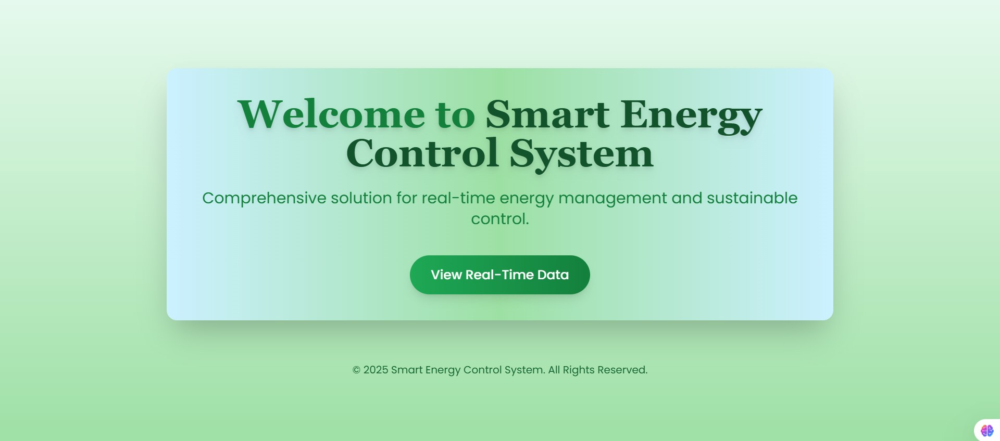 Welcome to Smart Energy
Control System
Comprehensive solution for real-time energy management and sustainable
control.
View Real-Time Data
© 2025 Smart Energy Control System. All Rights Reserved.